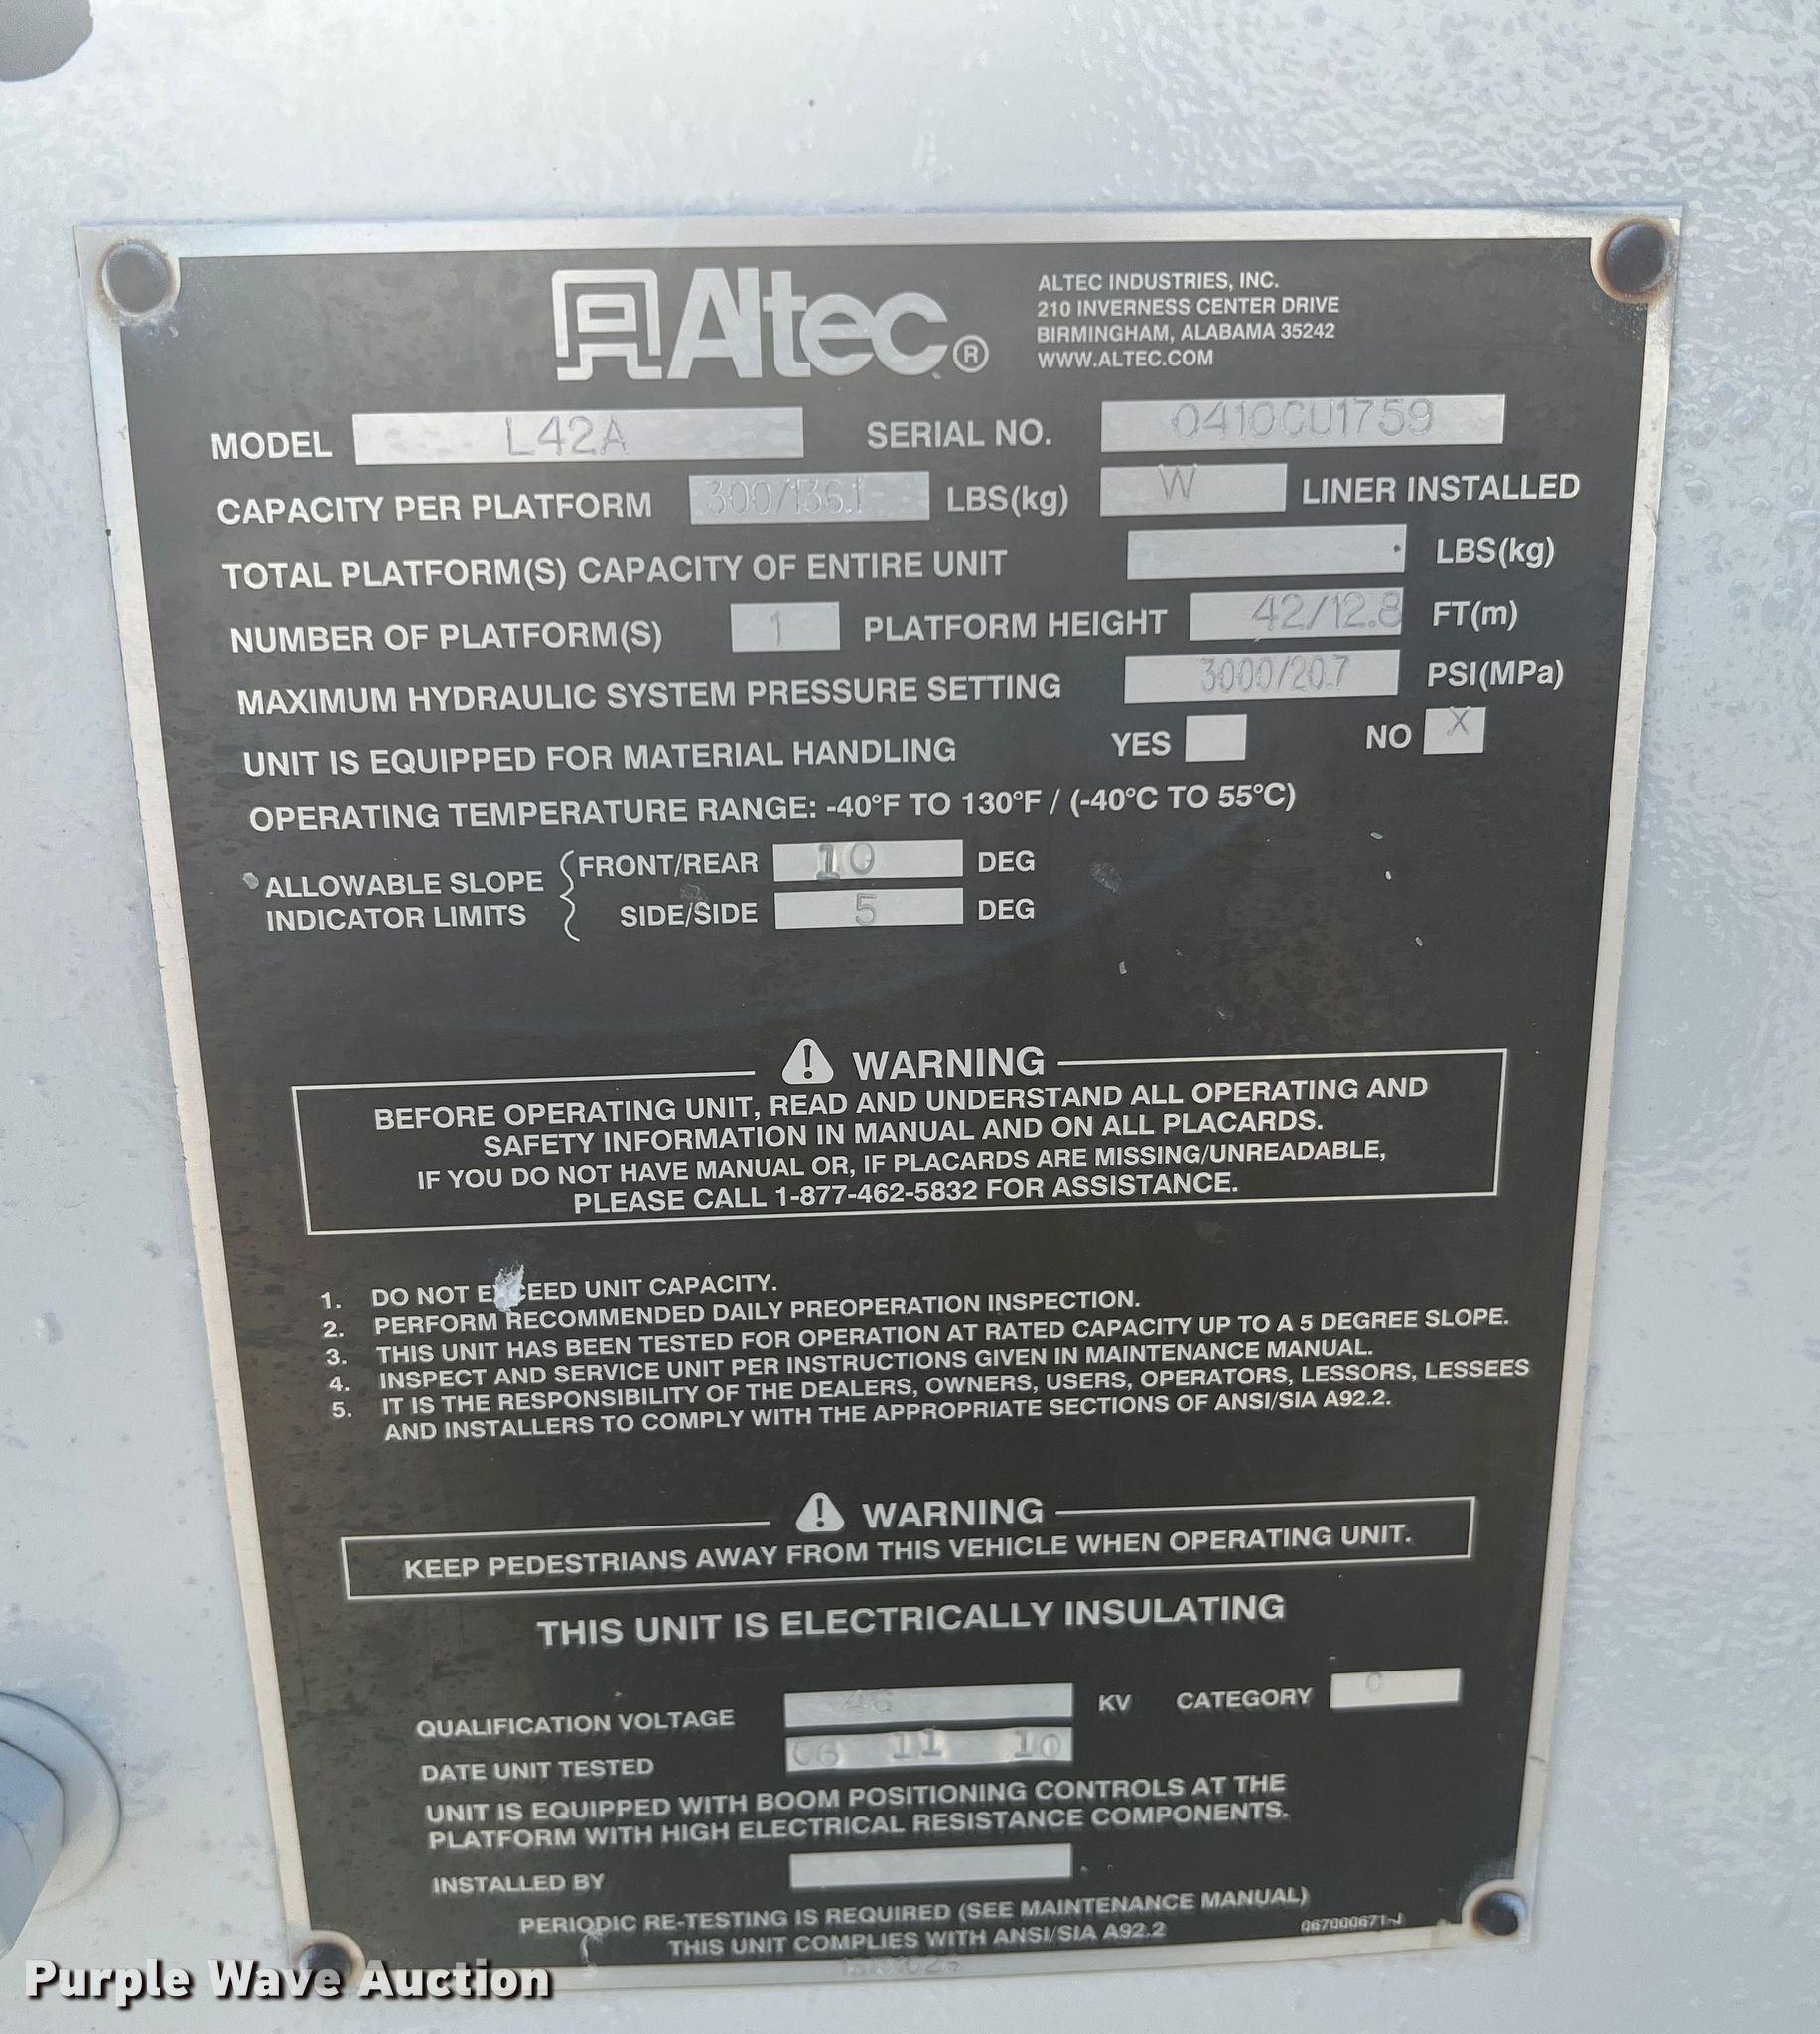 Altec®
ALTEC INDUSTRIES, INC.
210 INVERNESS CENTER DRIVE
BIRMINGHAM, ALABAMA 35242
WWW.ALTEC.COM
MODEL L42A SERIAL NO. 0410CU1759
CAPACITY PER PLATFORM 300/136.1 LBS(kg) W LINER INSTALLED
TOTAL PLATFORM(S) CAPACITY OF ENTIRE UNIT LBS(kg)
NUMBER OF PLATFORM(S) 1 PLATFORM HEIGHT 42/12.8 FT(m)
MAXIMUM HYDRAULIC SYSTEM PRESSURE SETTING 3000/20.7 PSI(MPa)
UNIT IS EQUIPPED FOR MATERIAL HANDLING YES NO X
OPERATING TEMPERATURE RANGE: -40°F TO 130°F / (-40°C TO 55°C)
ALLOWABLE SLOPE INDICATOR LIMITS
FRONT/REAR 10 DEG
SIDE/SIDE 5 DEG
WARNING
BEFORE OPERATING UNIT, READ AND UNDERSTAND ALL OPERATING AND
SAFETY INFORMATION IN MANUAL AND ON ALL PLACARDS.
IF YOU DO NOT HAVE MANUAL OR, IF PLACARDS ARE MISSING/UNREADABLE,
PLEASE CALL 1-877-462-5832 FOR ASSISTANCE.
1. DO NOT EXCEED UNIT CAPACITY.
2. PERFORM RECOMMENDED DAILY PREOPERATION INSPECTION.
3. THIS UNIT HAS BEEN TESTED FOR OPERATION AT RATED CAPACITY UP TO A 5 DEGREE SLOPE.
4. INSPECT AND SERVICE UNIT PER INSTRUCTIONS GIVEN IN MAINTENANCE MANUAL.
5. IT IS THE RESPONSIBILITY OF THE DEALERS, OWNERS, USERS, OPERATORS, LESSORS, LESSEES
AND INSTALLERS TO COMPLY WITH THE APPROPRIATE SECTIONS OF ANSI/SIA A92.2.
WARNING
KEEP PEDESTRIANS AWAY FROM THIS VEHICLE WHEN OPERATING UNIT.
THIS UNIT IS ELECTRICALLY INSULATING
QUALIFICATION VOLTAGE 46 KV CATEGORY C
DATE UNIT TESTED 06 11 10
UNIT IS EQUIPPED WITH BOOM POSITIONING CONTROLS AT THE
PLATFORM WITH HIGH ELECTRICAL RESISTANCE COMPONENTS.
INSTALLED BY
PERIODIC RE-TESTING IS REQUIRED (SEE MAINTENANCE MANUAL)
THIS UNIT COMPLIES WITH ANSI/SIA A92.2
067000671-J
Purple Wave Auction